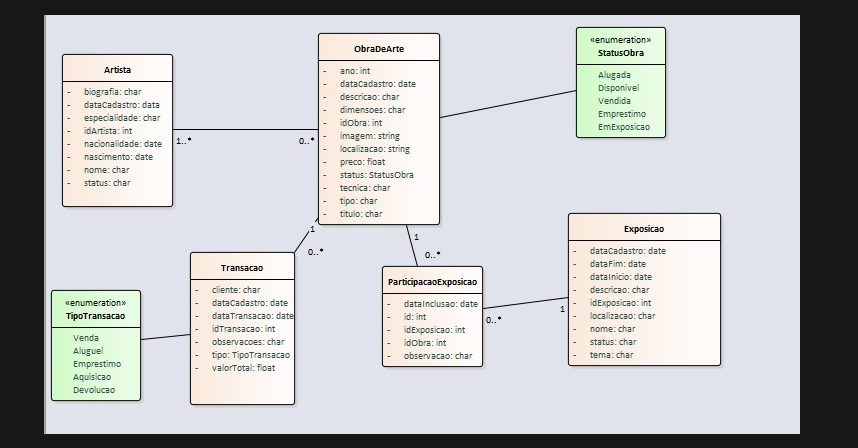 Artista
- biografia: char
- dataCadastro: data
- especialidade: char
- idArtista: int
- nacionalidade: date
- nascimento: date
- nome: char
- status: char
1..*
0..*
ObraDeArte
- ano: int
- dataCadastro: date
- descricao: char
- dimensoes: char
- idObra: int
- imagem: string
- localizacao: string
- preco: float
- status: StatusObra
- tecnica: char
- tipo: char
- titulo: char
«enumeration»
StatusObra
Alugada
Disponivel
Vendida
Emprestimo
EmExposicao
1
0..*
1
0..*
«enumeration»
TipoTransacao
Venda
Aluguel
Emprestimo
Aquisicao
Devolucao
Transacao
- cliente: char
- dataCadastro: date
- dataTransacao: date
- idTransacao: int
- observacoes: char
- tipo: TipoTransacao
- valorTotal: float
ParticipacaoExposicao
- dataInclusao: date
- id: int
- idExposicao: int
- idObra: int
- observacao: char
0..*
1
Exposicao
- dataCadastro: date
- dataFim: date
- dataInicio: date
- descricao: char
- idExposicao: int
- localizacao: char
- nome: char
- status: char
- tema: char